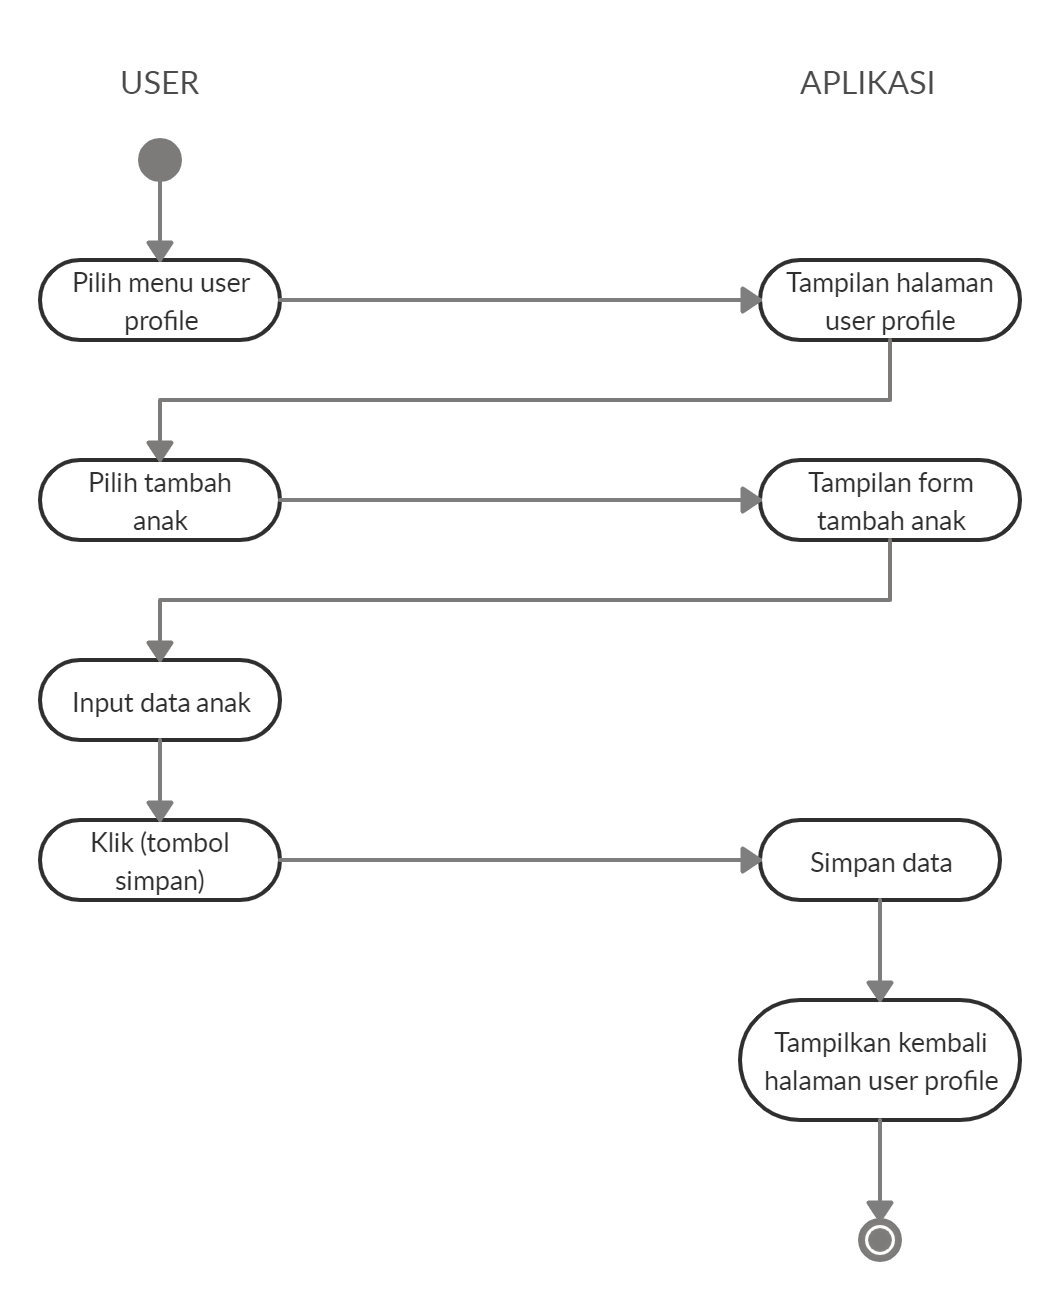 USER
APLIKASI
Pilih menu user
profile
Tampilan halaman
user profile
Pilih tambah
anak
Tampilan form
tambah anak
Input data anak
Klik (tombol
simpan)
Simpan data
Tampilkan kembali
halaman user profile